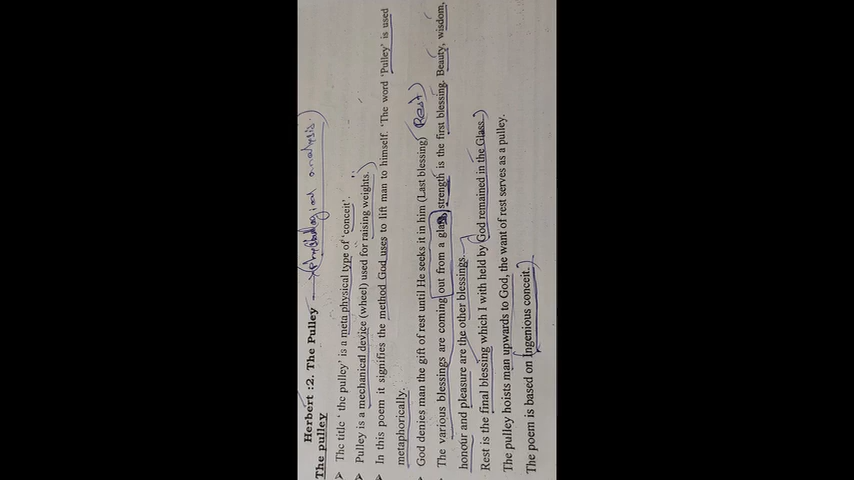 Herbert :2. The Pulley
The pulley
The title ' the pulley' is a meta physical type of 'conceit'.
Pulley is a mechanical device (wheel) used for raising weights.
In this poem it signifies the method God uses to lift man to himself. 'The word 'Pulley' is used
metaphorically.
God denies man the gift of rest until He seeks it in him (Last blessing) (Rest)
The various blessings are coming out from a glass, strength is the first blessing. Beauty, wisdom,
honour and pleasure are the other blessings.
Rest is the final blessing which I with held by God remained in the Glass.
The pulley hoists man upwards to God, the want of rest serves as a pulley.
The poem is based on Ingenious conceit.